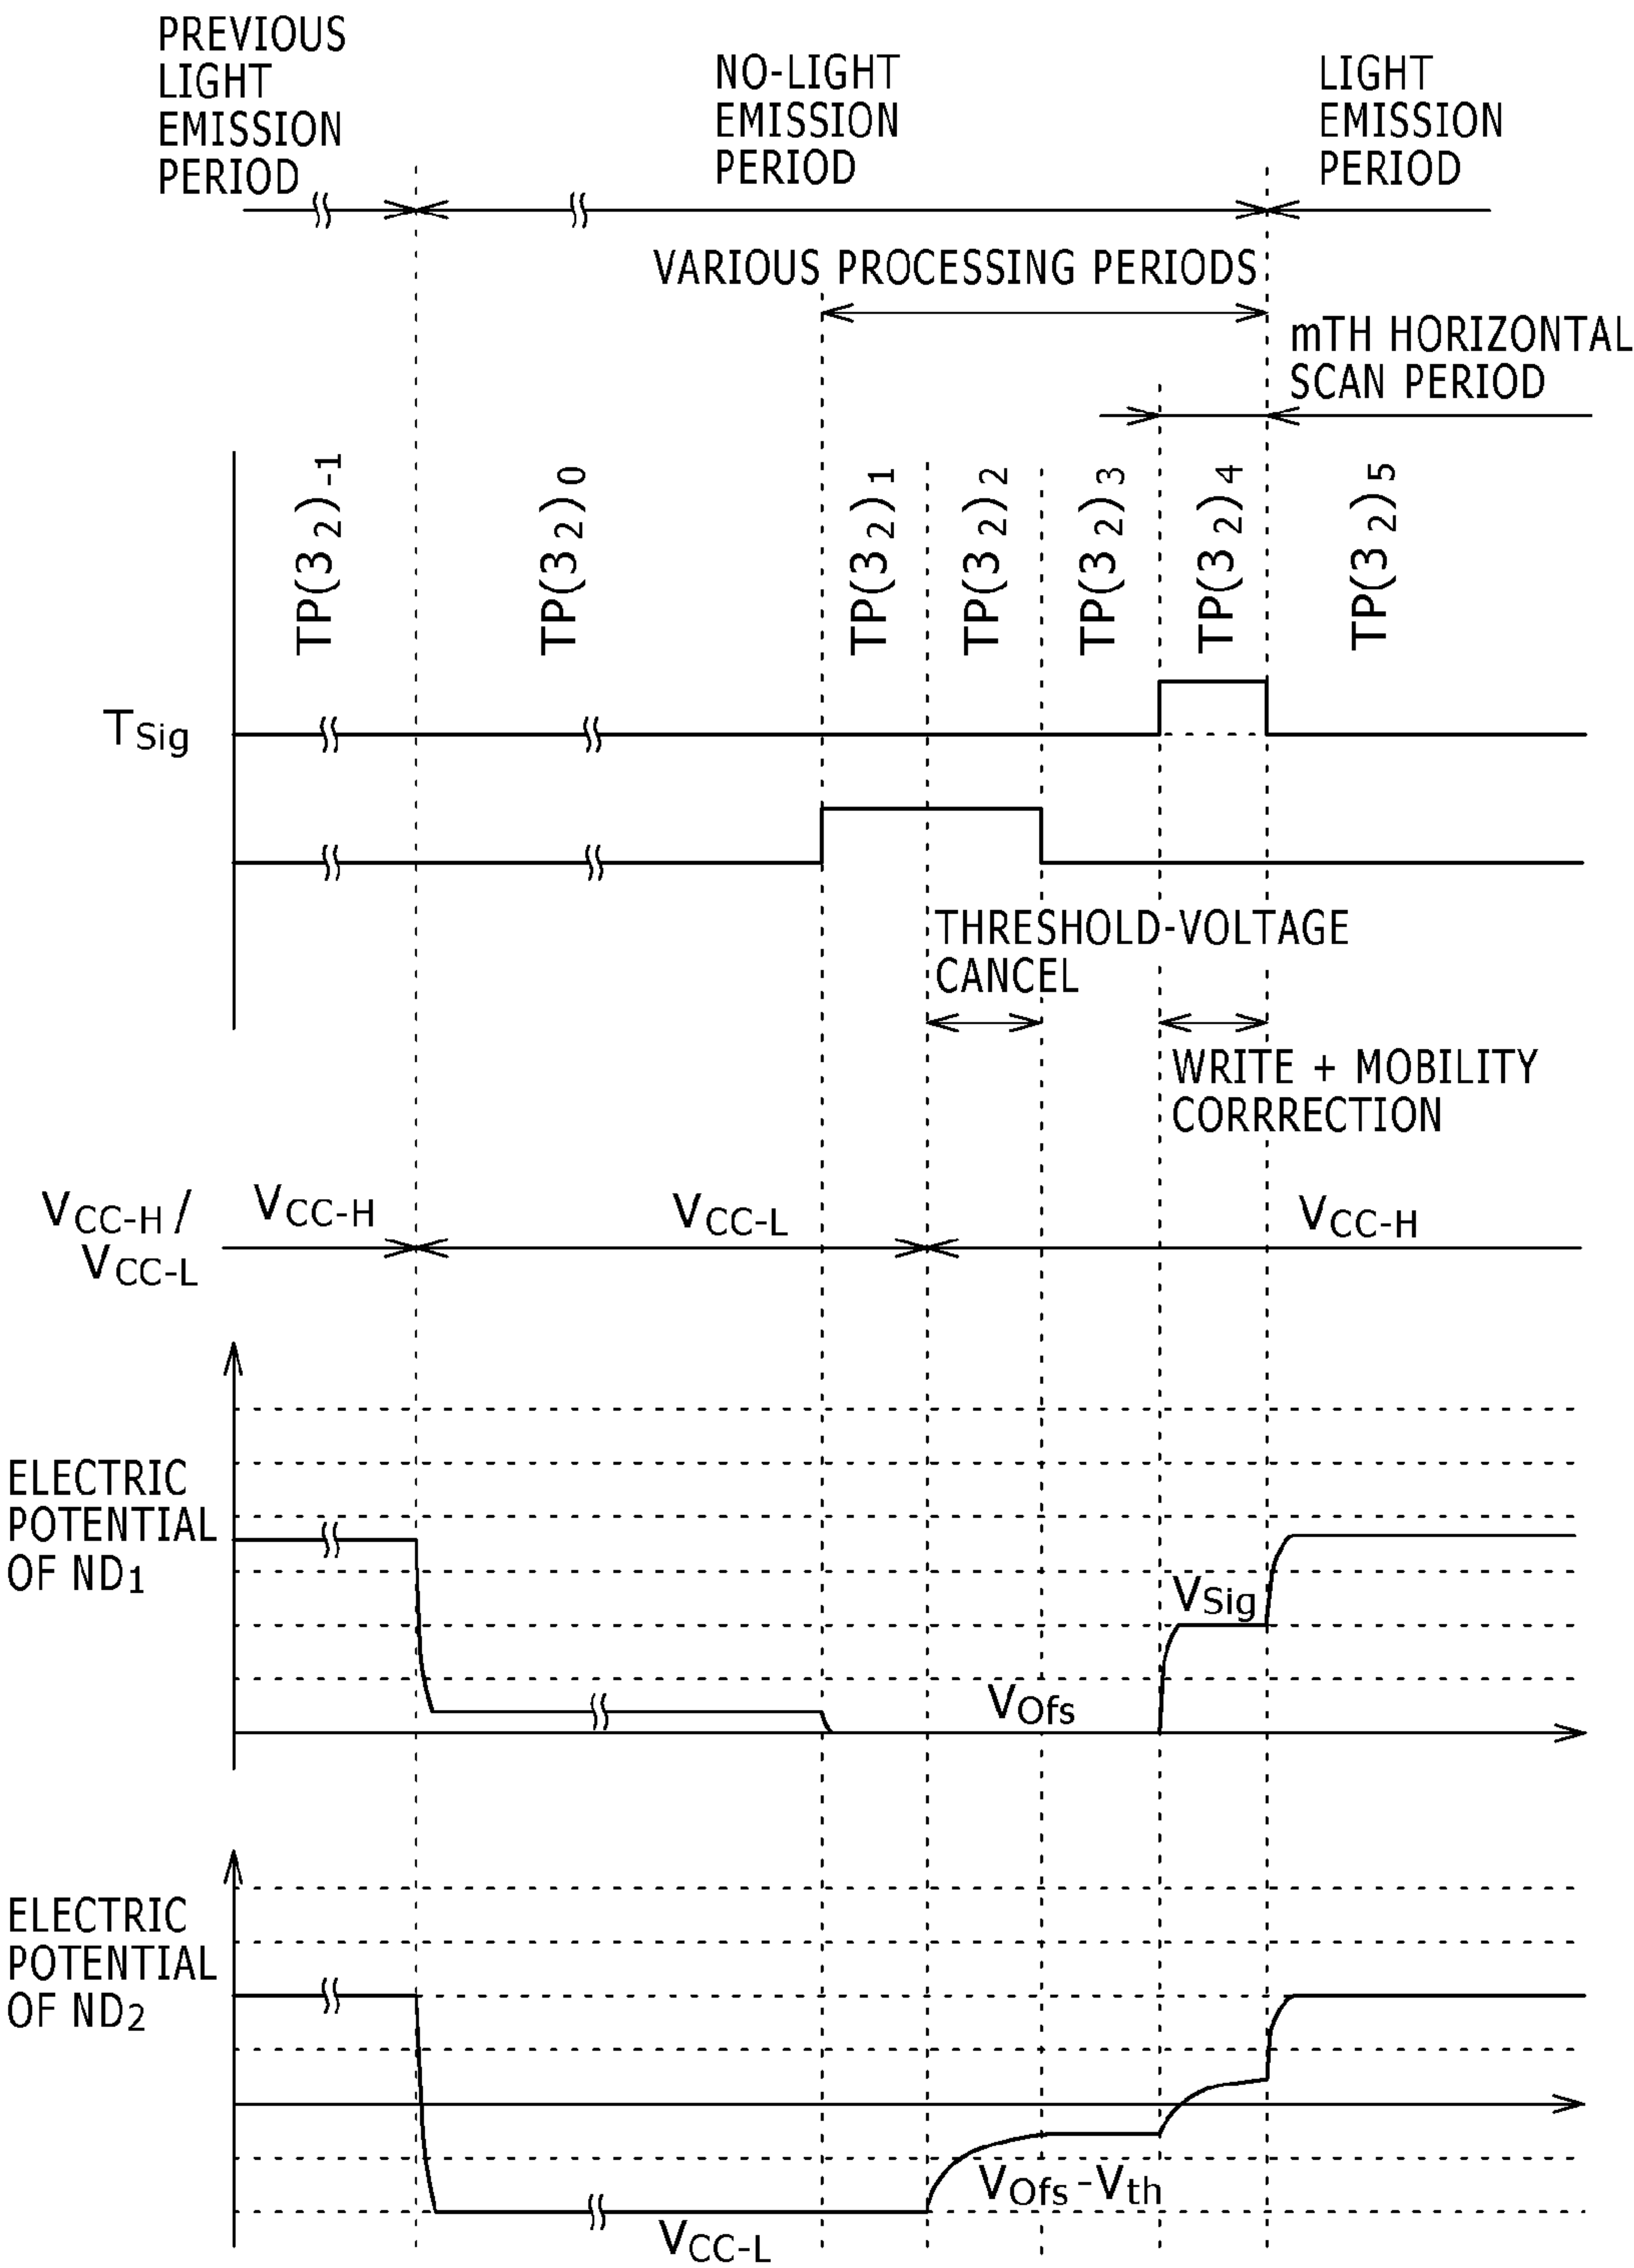 PREVIOUS
LIGHT
EMISSION
PERIOD
NO-LIGHT
EMISSION
PERIOD
LIGHT
EMISSION
PERIOD
VARIOUS PROCESSING PERIODS
mTH HORIZONTAL
SCAN PERIOD
TP(3₂)₋₁
TP(3₂)₀
TP(3₂)₁
TP(3₂)₂
TP(3₂)₃
TP(3₂)₄
TP(3₂)₅
TSig
THRESHOLD-VOLTAGE
CANCEL
WRITE + MOBILITY
CORRRECTION
VCC-H /
VCC-L
VCC-H
VCC-L
VCC-H
ELECTRIC
POTENTIAL
OF ND₁
VSig
VOfs
ELECTRIC
POTENTIAL
OF ND₂
VOfs-Vth
VCC-L